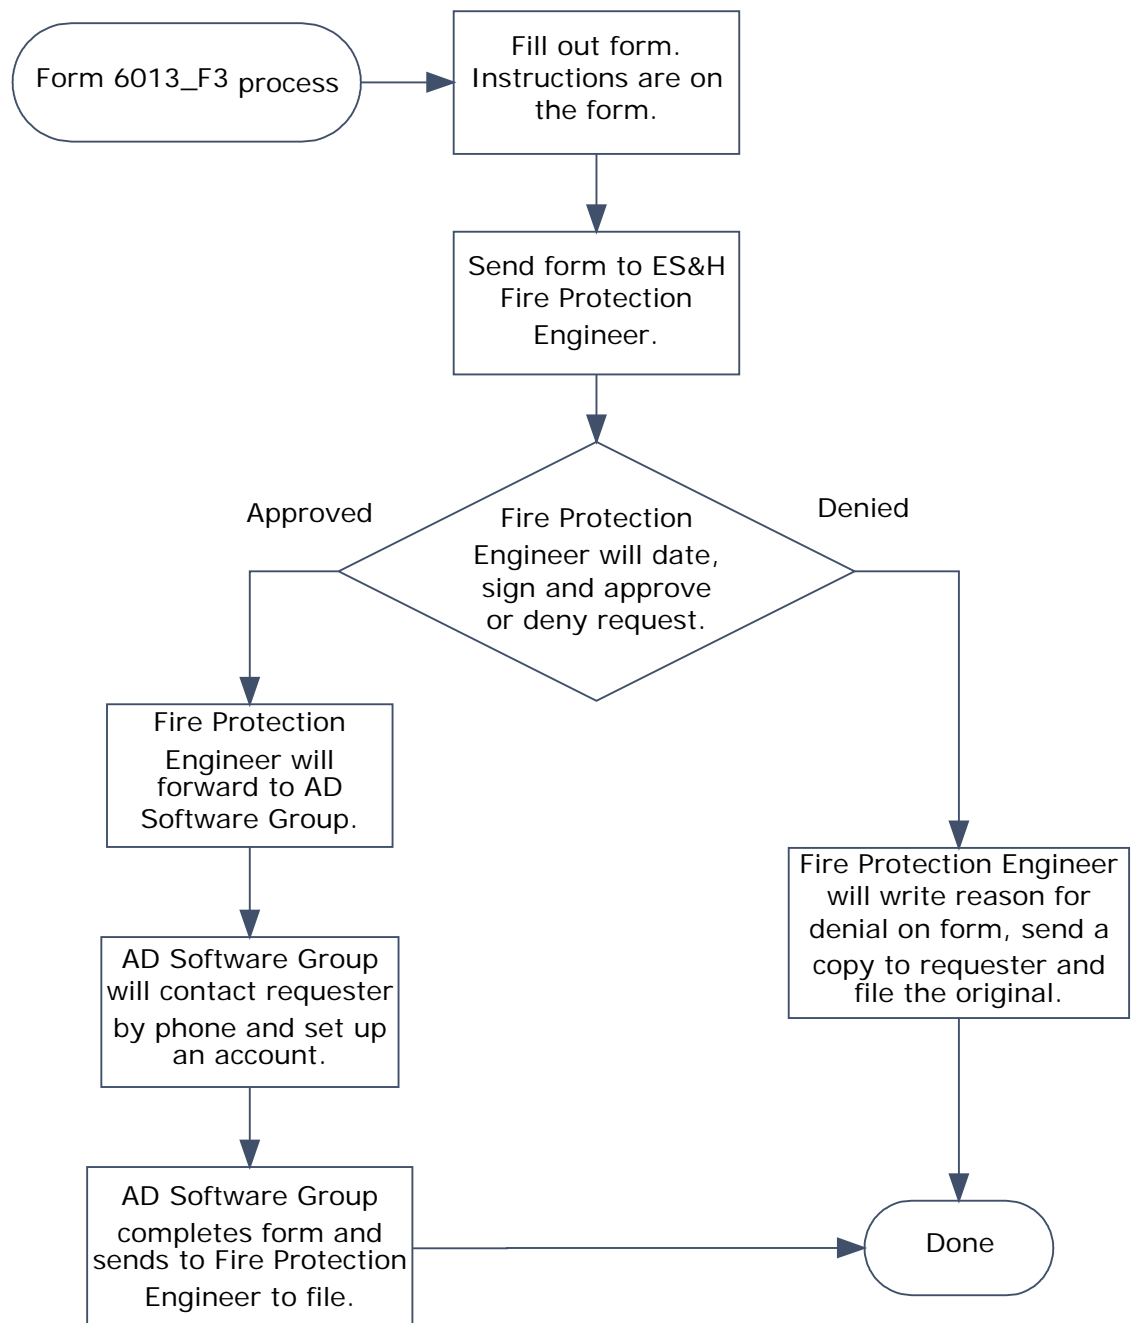 Form 6013_F3 process
Fill out form.
Instructions are on
the form.
Send form to ES&H
Fire Protection
Engineer.
Approved
Denied
Fire Protection
Engineer will date,
sign and approve
or deny request.
Fire Protection
Engineer will
forward to AD
Software Group.
Fire Protection Engineer
will write reason for
denial on form, send a
copy to requester and
file the original.
AD Software Group
will contact requester
by phone and set up
an account.
AD Software Group
completes form and
sends to Fire Protection
Engineer to file.
Done